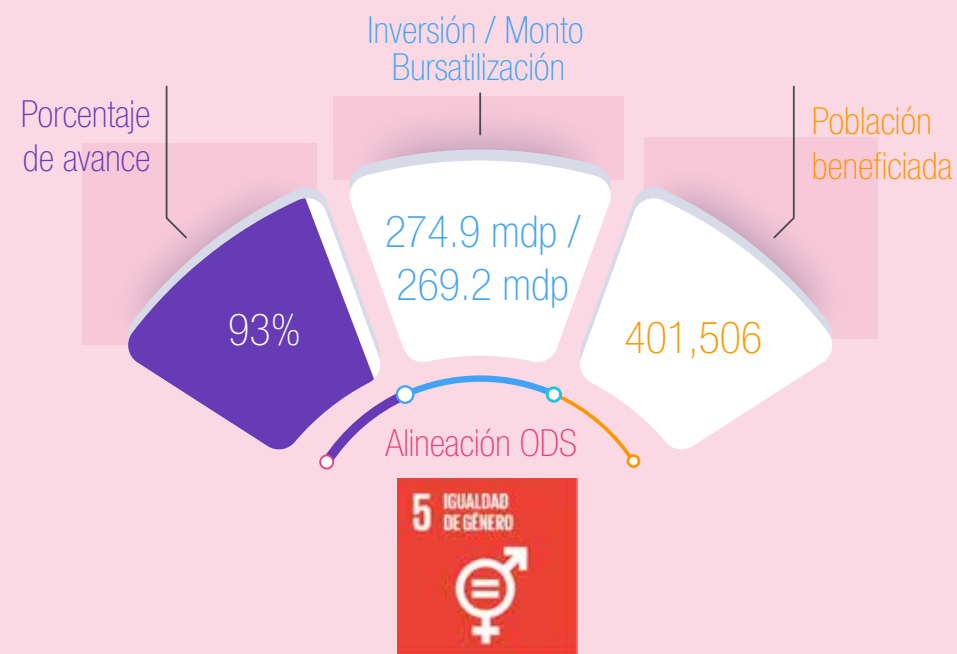 Inversión / Monto
Bursatilización
Porcentaje
de avance
Población
beneficiada
274.9 mdp /
269.2 mdp
93%
401,506
Alineación ODS
5 IGUALDAD
DE GÉNERO